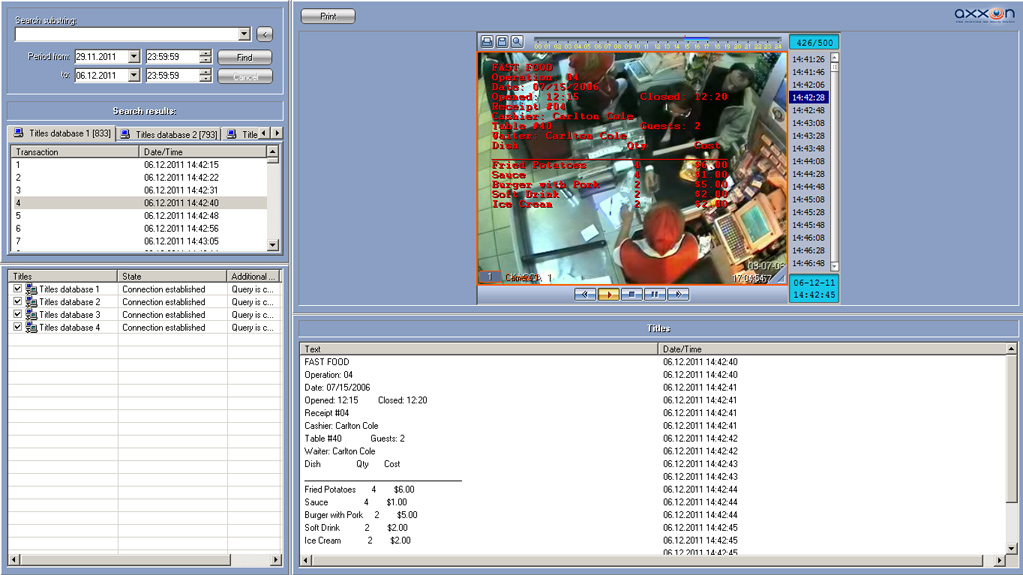 Search substring:
<
Period from: 29.11.2011 23:59:59 Find
to: 06.12.2011 23:59:59 Cancel
Search results:
Titles database 1 [833] Titles database 2 [793] Title
Transaction Date/Time
1 06.12.2011 14:42:15
2 06.12.2011 14:42:22
3 06.12.2011 14:42:31
4 06.12.2011 14:42:40
5 06.12.2011 14:42:48
6 06.12.2011 14:42:56
7 06.12.2011 14:43:05
Titles State Additional ...
Titles database 1 Connection established Query is c...
Titles database 2 Connection established Query is c...
Titles database 3 Connection established Query is c...
Titles database 4 Connection established Query is c...
Print
axxon
00 01 02 03 04 05 06 07 08 09 10 11 12 13 14 15 16 17 18 19 20 21 22 23 24
426/500
FAST FOOD
Operation: 04
Date: 07/15/2006
Opened: 12:15 Closed: 12:20
Receipt #04
Cashier: Carlton Cole
Table #40 Guests: 2
Waiter: Carlton Cole
Dish Qty Cost
Fried Potatoes 4 $6.00
Sauce 4 $1.00
Burger with Pork 2 $5.00
Soft Drink 2 $2.00
Ice Cream 2 $2.00
1 Camera 1
14:41:26
14:41:46
14:42:06
14:42:28
14:42:48
14:43:08
14:43:28
14:43:48
14:44:08
14:44:28
14:44:48
14:45:08
14:45:28
14:45:48
14:46:08
14:46:28
14:46:48
06-12-11
14:42:45
Titles
Text Date/Time
FAST FOOD 06.12.2011 14:42:40
Operation: 04 06.12.2011 14:42:40
Date: 07/15/2006 06.12.2011 14:42:41
Opened: 12:15 Closed: 12:20 06.12.2011 14:42:41
Receipt #04 06.12.2011 14:42:41
Cashier: Carlton Cole 06.12.2011 14:42:41
Table #40 Guests: 2 06.12.2011 14:42:42
Waiter: Carlton Cole 06.12.2011 14:42:42
Dish Qty Cost 06.12.2011 14:42:43
06.12.2011 14:42:43
Fried Potatoes 4 $6.00 06.12.2011 14:42:44
Sauce 4 $1.00 06.12.2011 14:42:44
Burger with Pork 2 $5.00 06.12.2011 14:42:44
Soft Drink 2 $2.00 06.12.2011 14:42:45
Ice Cream 2 $2.00 06.12.2011 14:42:45
06.12.2011 14:42:45